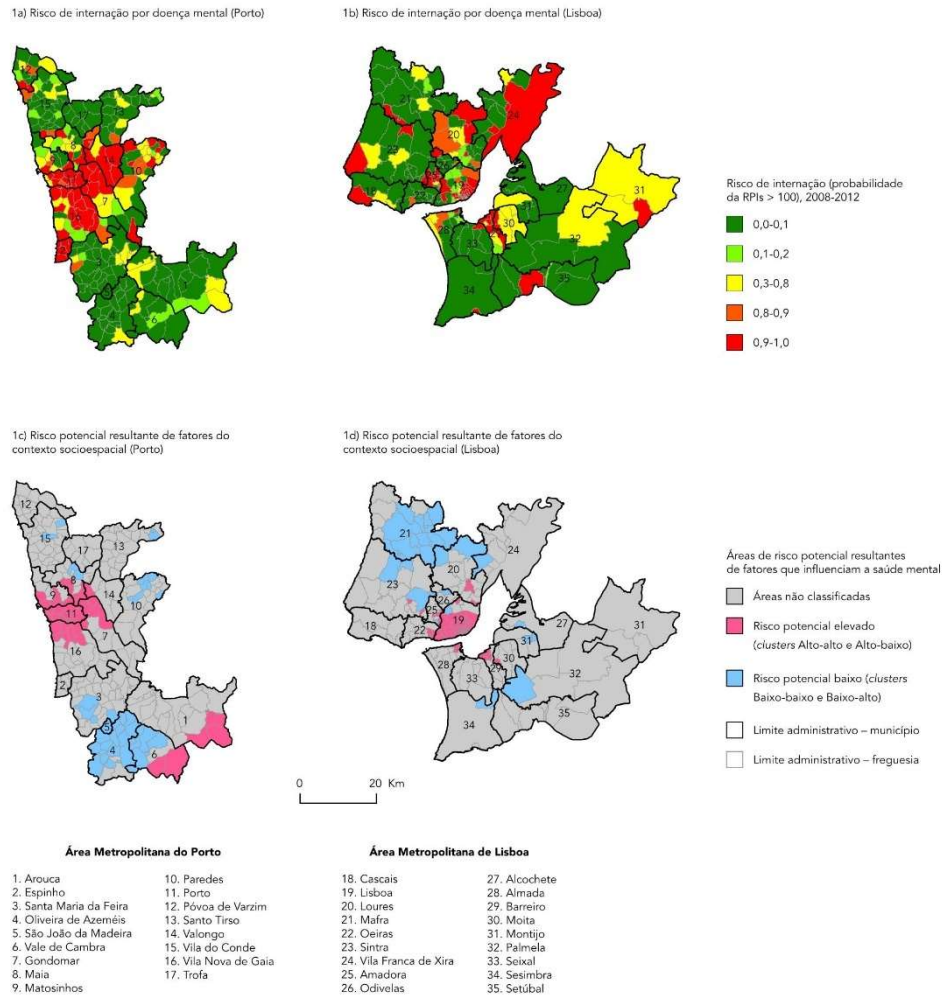 1a) Risco de internação por doença mental (Porto)
1b) Risco de internação por doença mental (Lisboa)
Risco de internação (probabilidade
da RPIs > 100), 2008-2012
0,0-0,1
0,1-0,2
0,3-0,8
0,8-0,9
0,9-1,0
1c) Risco potencial resultante de fatores do
contexto socioespacial (Porto)
1d) Risco potencial resultante de fatores do
contexto socioespacial (Lisboa)
Áreas de risco potencial resultantes
de fatores que influenciam a saúde mental
Áreas não classificadas
Risco potencial elevado
(clusters Alto-alto e Alto-baixo)
Risco potencial baixo (clusters
Baixo-baixo e Baixo-alto)
Limite administrativo – município
Limite administrativo – freguesia
0 20 Km
Área Metropolitana do Porto
1. Arouca
2. Espinho
3. Santa Maria da Feira
4. Oliveira de Azeméis
5. São João da Madeira
6. Vale de Cambra
7. Gondomar
8. Maia
9. Matosinhos
10. Paredes
11. Porto
12. Póvoa de Varzim
13. Santo Tirso
14. Valongo
15. Vila do Conde
16. Vila Nova de Gaia
17. Trofa
Área Metropolitana de Lisboa
18. Cascais
19. Lisboa
20. Loures
21. Mafra
22. Oeiras
23. Sintra
24. Vila Franca de Xira
25. Amadora
26. Odivelas
27. Alcochete
28. Almada
29. Barreiro
30. Moita
31. Montijo
32. Palmela
33. Seixal
34. Sesimbra
35. Setúbal